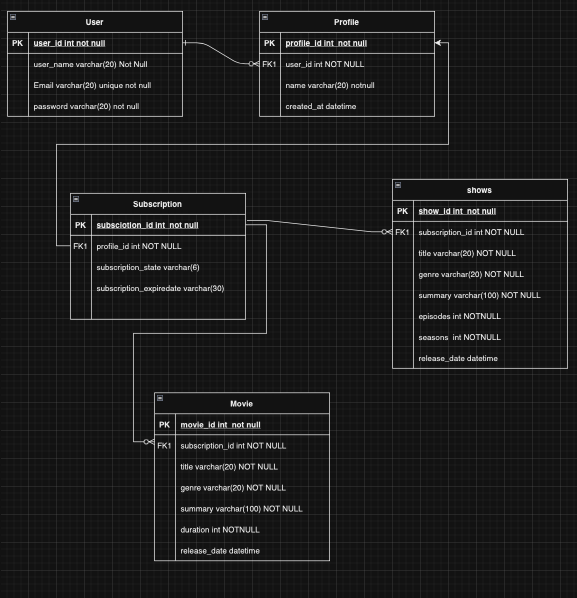 User
PK user_id int not null
user_name varchar(20) Not Null
Email varchar(20) unique not null
password varchar(20) not null
Profile
PK profile_id int not null
FK1 user_id int NOT NULL
name varchar(20) notnull
created_at datetime
Subscription
PK subsciotion_id int not null
FK1 profile_id int NOT NULL
subscription_state varchar(6)
subscription_expiredate varchar(30)
shows
PK show_id int not null
FK1 subscription_id int NOT NULL
title varchar(20) NOT NULL
genre varchar(20) NOT NULL
summary varchar(100) NOT NULL
episodes int NOTNULL
seasons int NOTNULL
release_date datetime
Movie
PK movie_id int not null
FK1 subscription_id int NOT NULL
title varchar(20) NOT NULL
genre varchar(20) NOT NULL
summary varchar(100) NOT NULL
duration int NOTNULL
release_date datetime